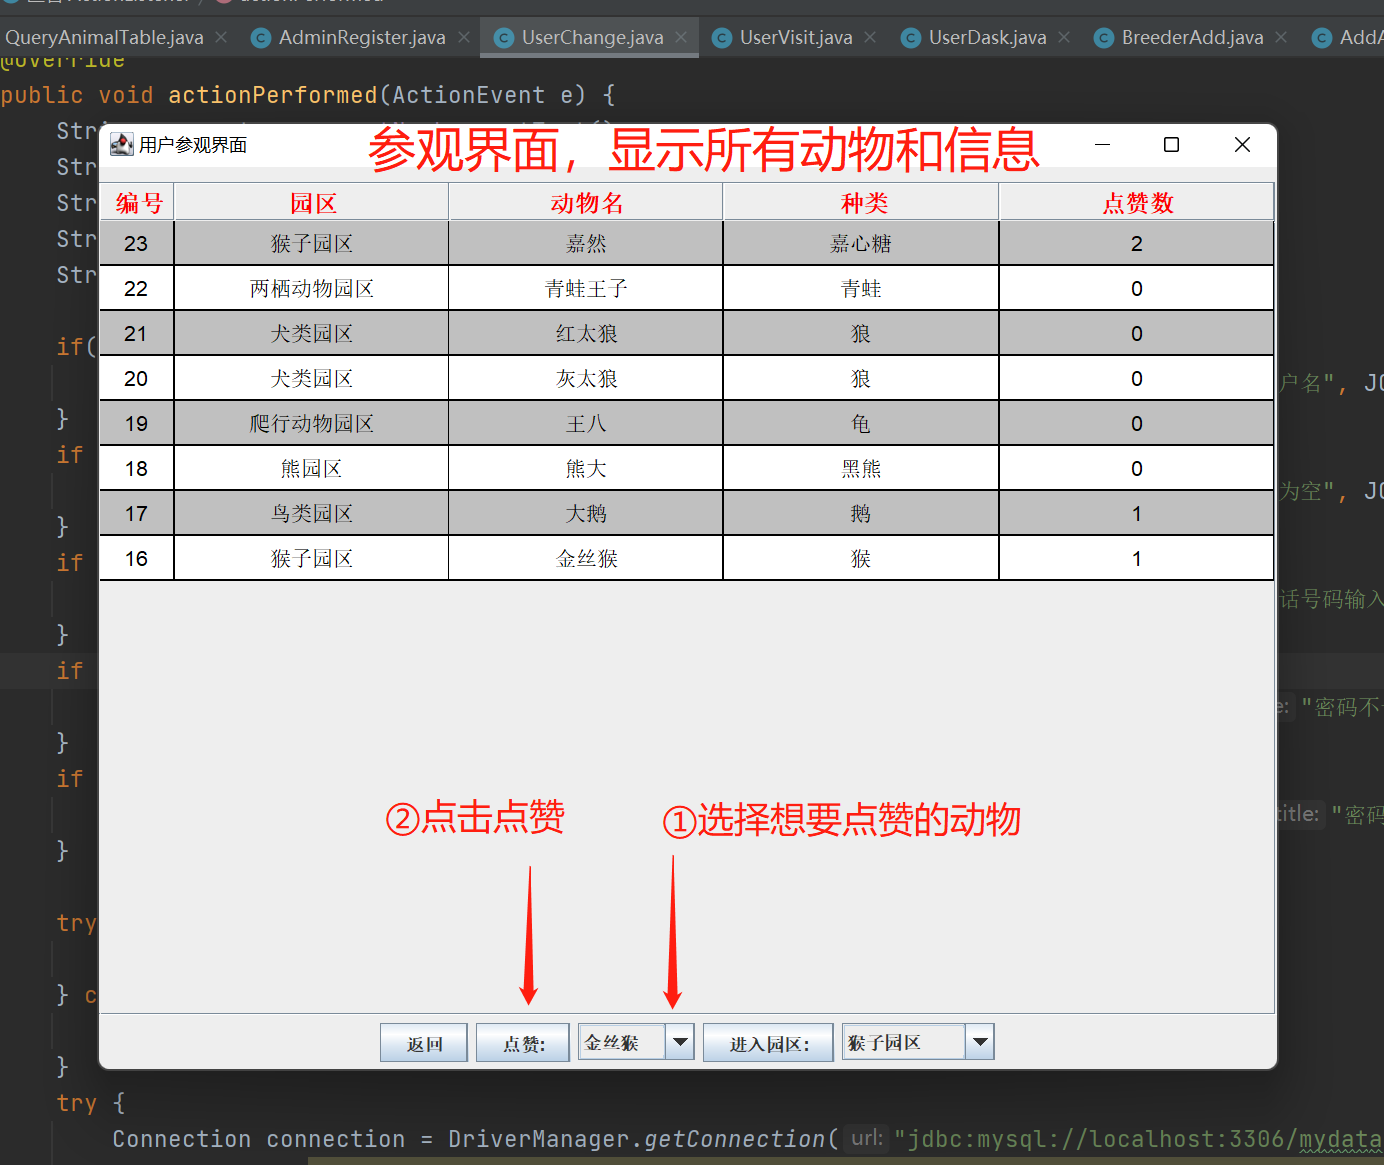 QueryAnimalTable.java AdminRegister.java UserChange.java UserVisit.java UserDask.java BreederAdd.java AddA
@Override
public void actionPerformed(ActionEvent e) {
Stri
用户参观界面
参观界面，显示所有动物和信息
Str
Str
Str
Str
编号 园区 动物名 种类 点赞数
23 猴子园区 嘉然 嘉心糖 2
22 两栖动物园区 青蛙王子 青蛙 0
21 犬类园区 红太狼 狼 0
if(
20 犬类园区 灰太狼 狼 0
户名", JO
19 爬行动物园区 王八 龟 0
}
if
18 熊园区 熊大 黑熊 0
为空", JO
17 鸟类园区 大鹅 鹅 1
}
16 猴子园区 金丝猴 猴 1
if
话号码输入
}
if
e: "密码不
}
if
②点击点赞 ①选择想要点赞的动物
title: "密码
}
try
} c
返回 点赞: 金丝猴 进入园区: 猴子园区
}
try {
Connection connection = DriverManager.getConnection( url: "jdbc:mysql://localhost:3306/mydata